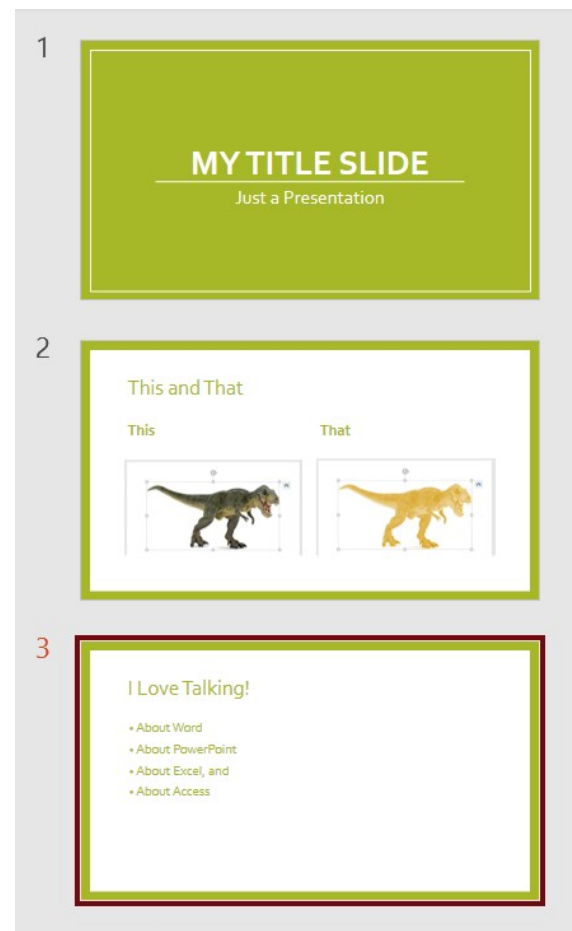 1
MY TITLE SLIDE
Just a Presentation
2
This and That
This That
3
I Love Talking!
• About Word
• About PowerPoint
• About Excel, and
• About Access